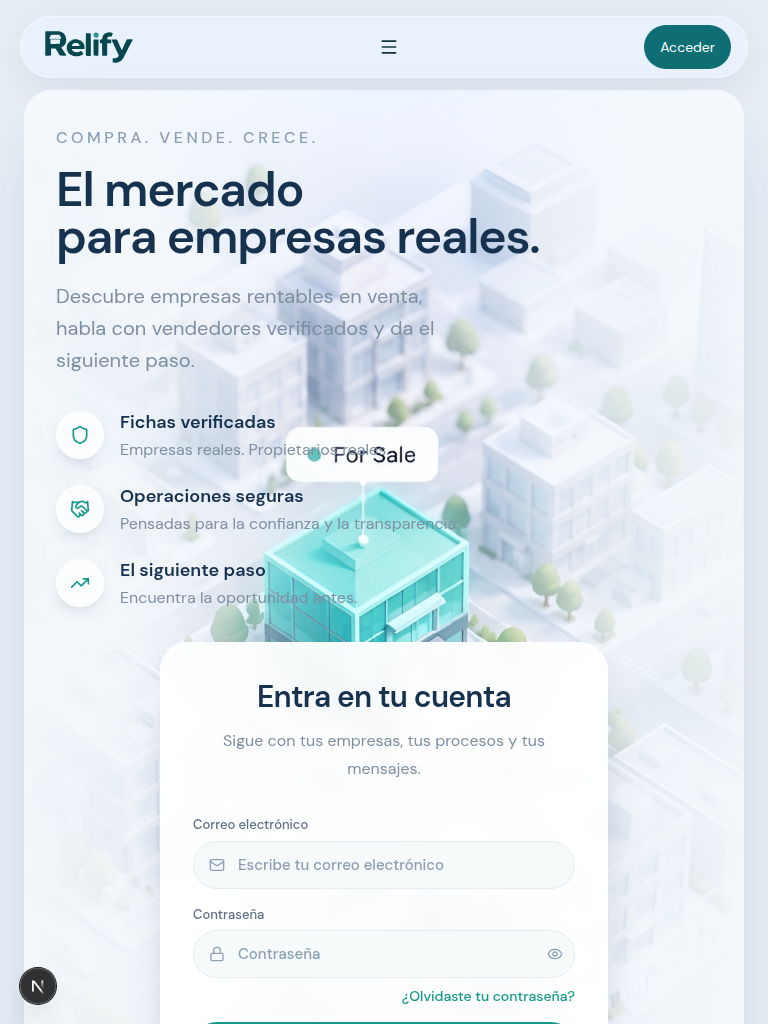 Relify
Acceder
COMPRA. VENDE. CRECE.
El mercado
para empresas reales.
Descubre empresas rentables en venta,
habla con vendedores verificados y da el
siguiente paso.
Fichas verificadas
Empresas reales. Propietarios reales.
For Sale
Operaciones seguras
Pensadas para la confianza y la transparencia.
El siguiente paso
Encuentra la oportunidad antes.
Entra en tu cuenta
Sigue con tus empresas, tus procesos y tus
mensajes.
Correo electrónico
Escribe tu correo electrónico
Contraseña
Contraseña
¿Olvidaste tu contraseña?
N